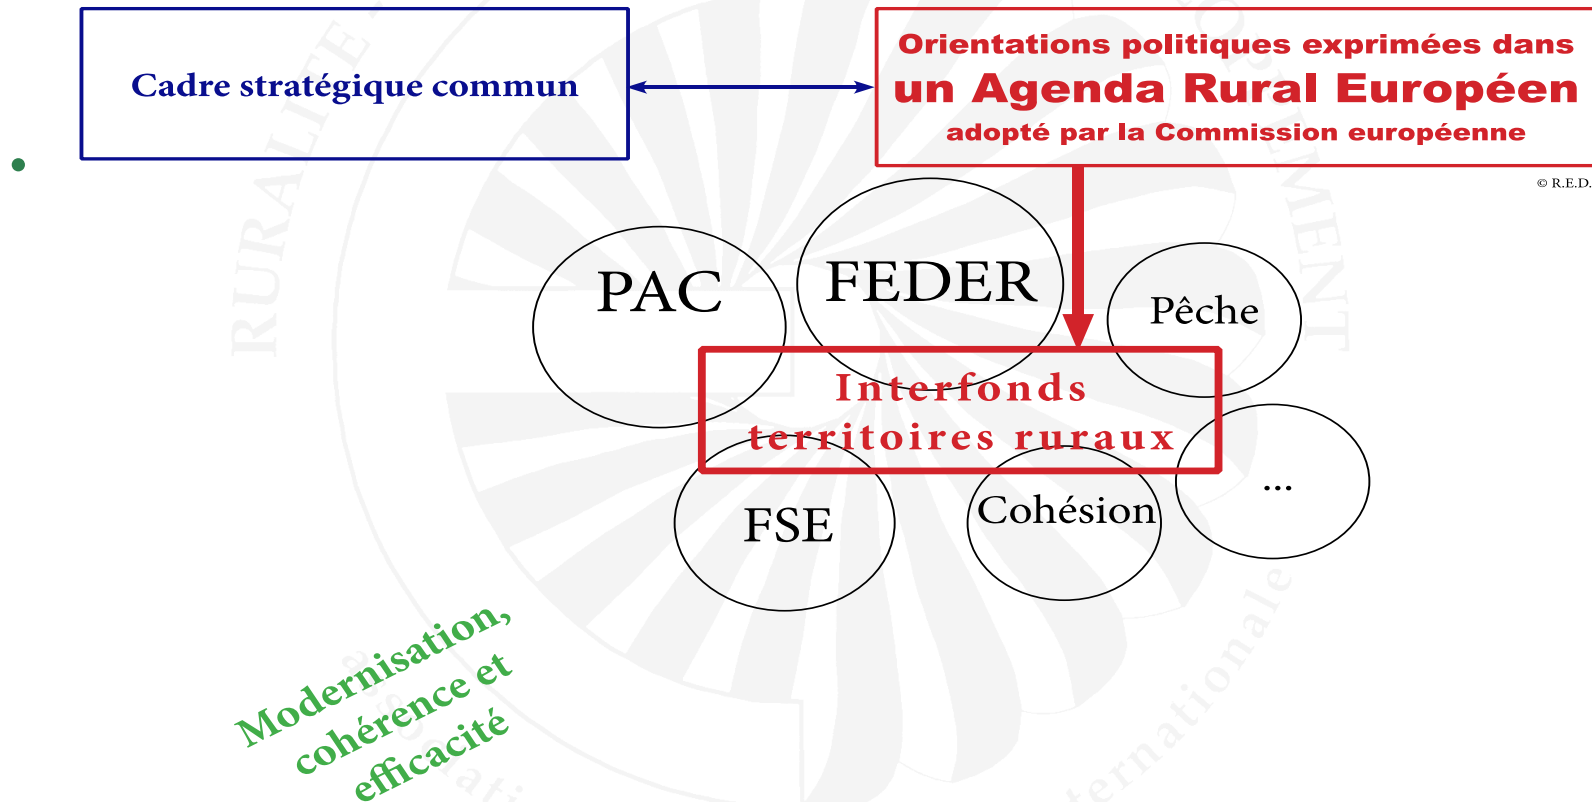 Cadre stratégique commun
Orientations politiques exprimées dans
un Agenda Rural Européen
adopté par la Commission européenne
© R.E.D.
PAC
FEDER
Pêche
Interfonds
territoires ruraux
FSE
Cohésion
...
Modernisation,
cohérence et
efficacité
RURALITE